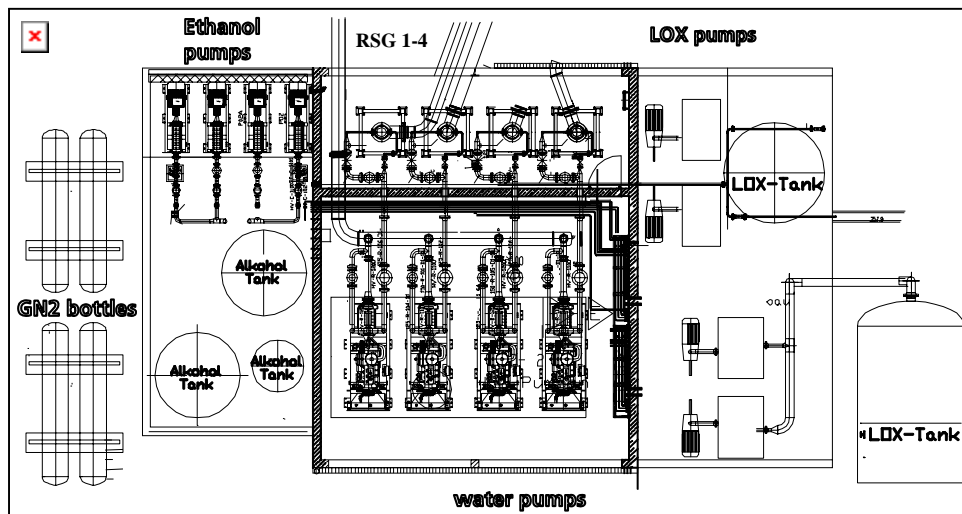 Ethanol
pumps
RSG 1-4
LOX pumps
LOX-Tank
Alkohol
Tank
GN2 bottles
Alkohol
Tank
Alkohol
Tank
LOX-Tank
water pumps